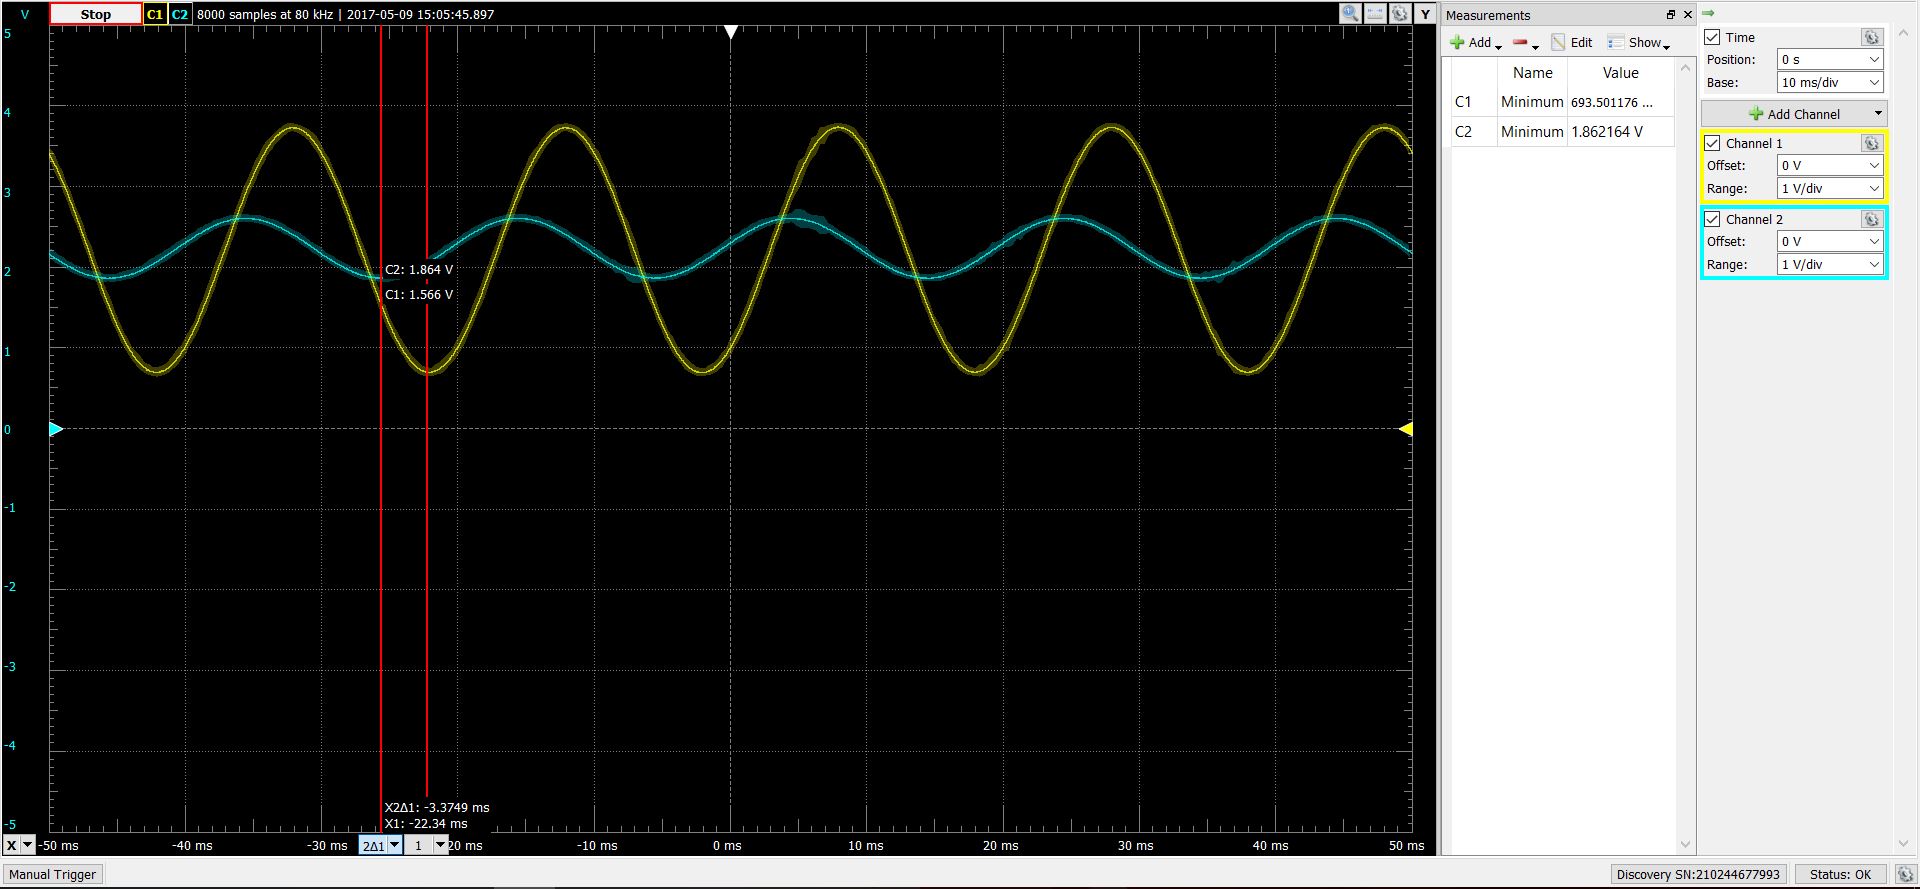 V Stop C1 C2 8000 samples at 80 kHz | 2017-05-09 15:05:45.897 Y
5
4
3
2
1
0
-1
-2
-3
-4
-5
C2: 1.864 V
C1: 1.566 V
X2Δ1: -3.3749 ms
X1: -22.34 ms
X -50 ms -40 ms -30 ms 2Δ1 1 20 ms -10 ms 0 ms 10 ms 20 ms 30 ms 40 ms 50 ms
Measurements
Add Edit Show
Name Value
C1 Minimum 693.501176 ...
C2 Minimum 1.862164 V
Time
Position: 0 s
Base: 10 ms/div
Add Channel
Channel 1
Offset: 0 V
Range: 1 V/div
Channel 2
Offset: 0 V
Range: 1 V/div
Manual Trigger Discovery SN:210244677993 Status: OK